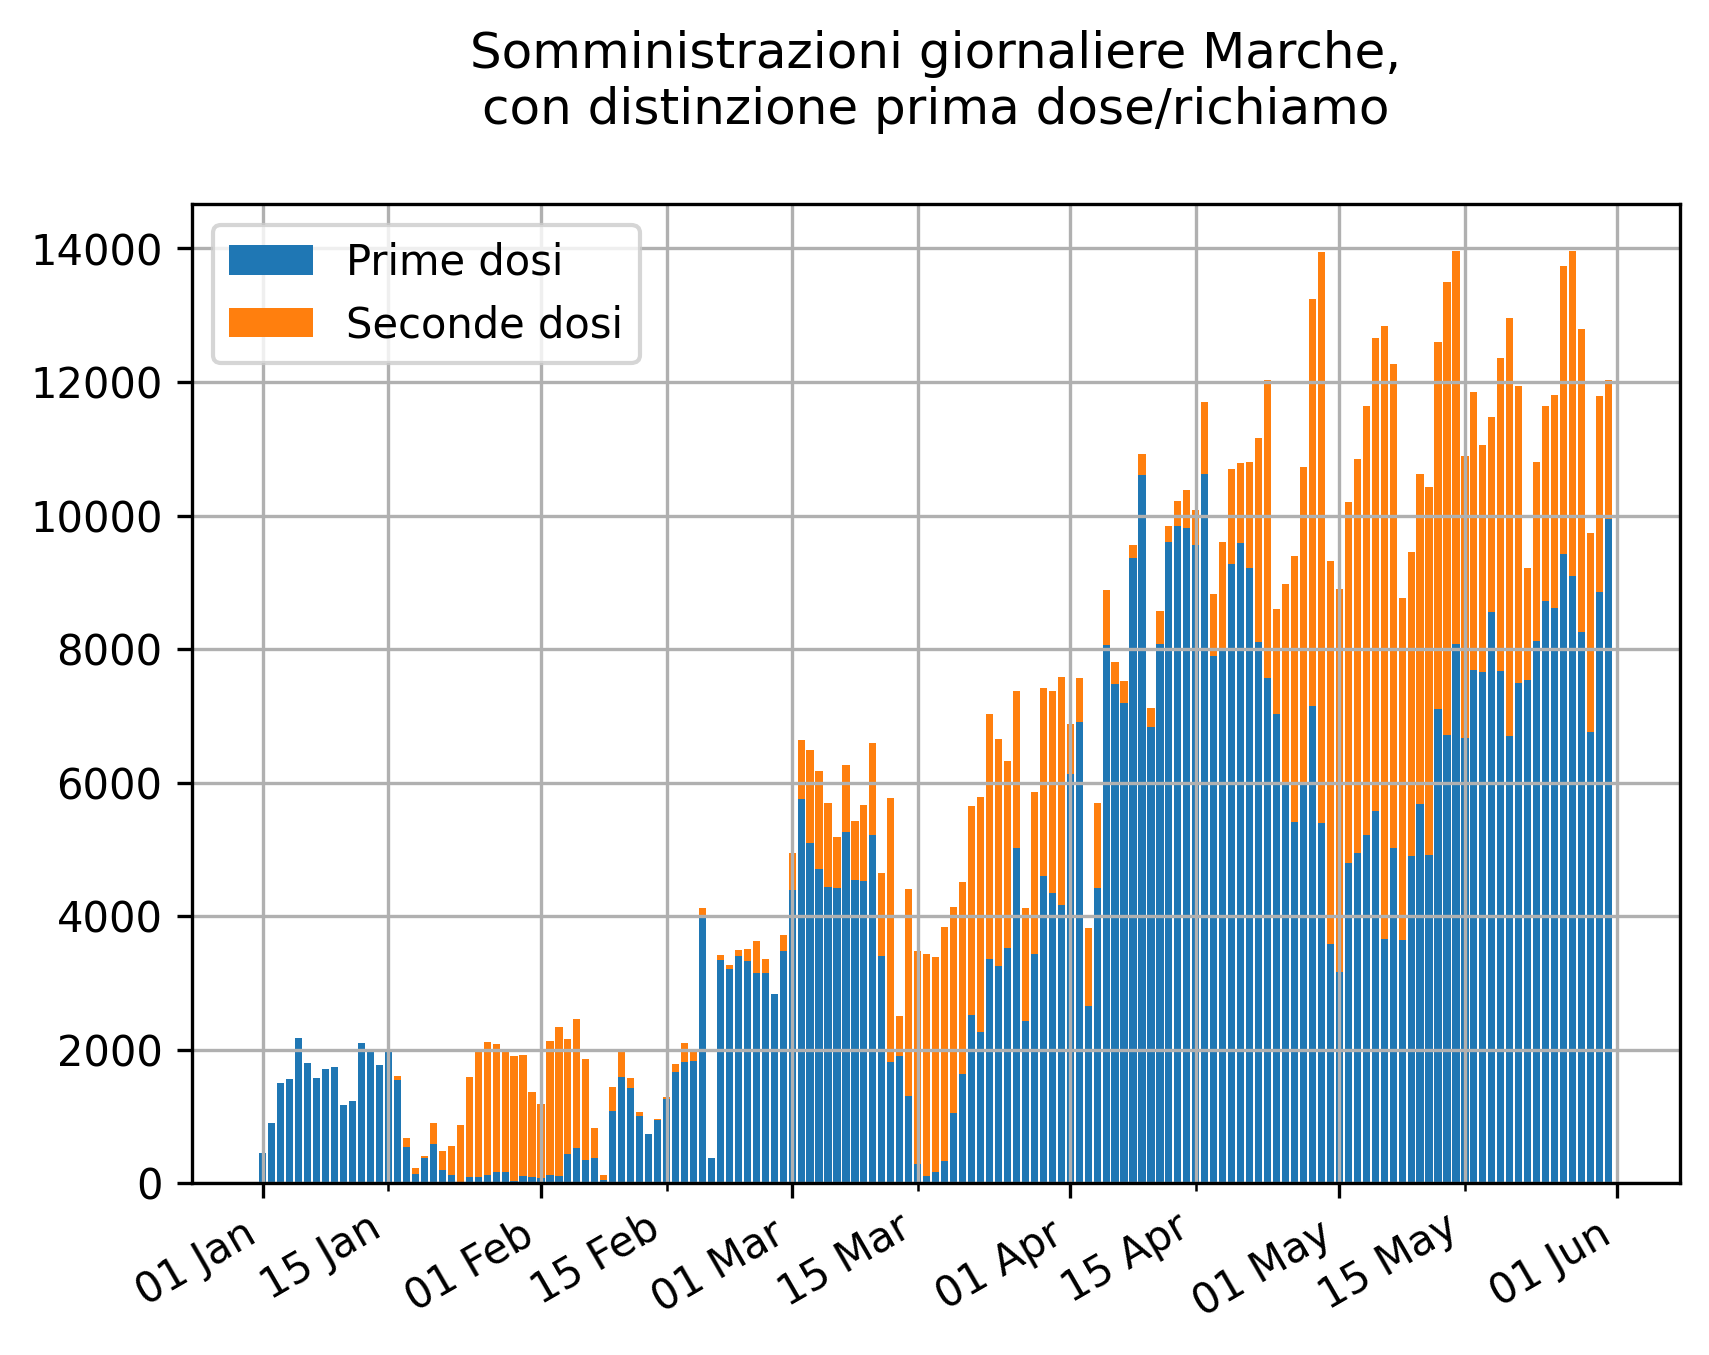 Somministrazioni giornaliere Marche,
con distinzione prima dose/richiamo
Prime dosi
Seconde dosi
14000
12000
10000
8000
6000
4000
2000
0
01 Jan
15 Jan
01 Feb
15 Feb
01 Mar
15 Mar
01 Apr
15 Apr
01 May
15 May
01 Jun